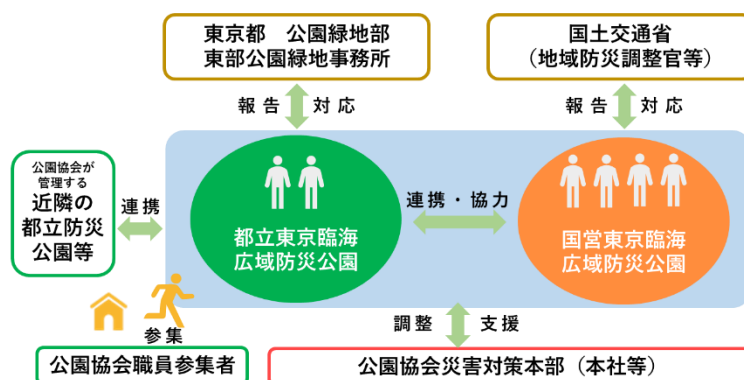 東京都　公園緑地部
東部公園緑地事務所
国土交通省
（地域防災調整官等）
報告　対応
報告　対応
公園協会が
管理する
近隣の
都立防災
公園等
連携
都立東京臨海
広域防災公園
連携・協力
国営東京臨海
広域防災公園
参集
調整　支援
公園協会職員参集者
公園協会災害対策本部（本社等）